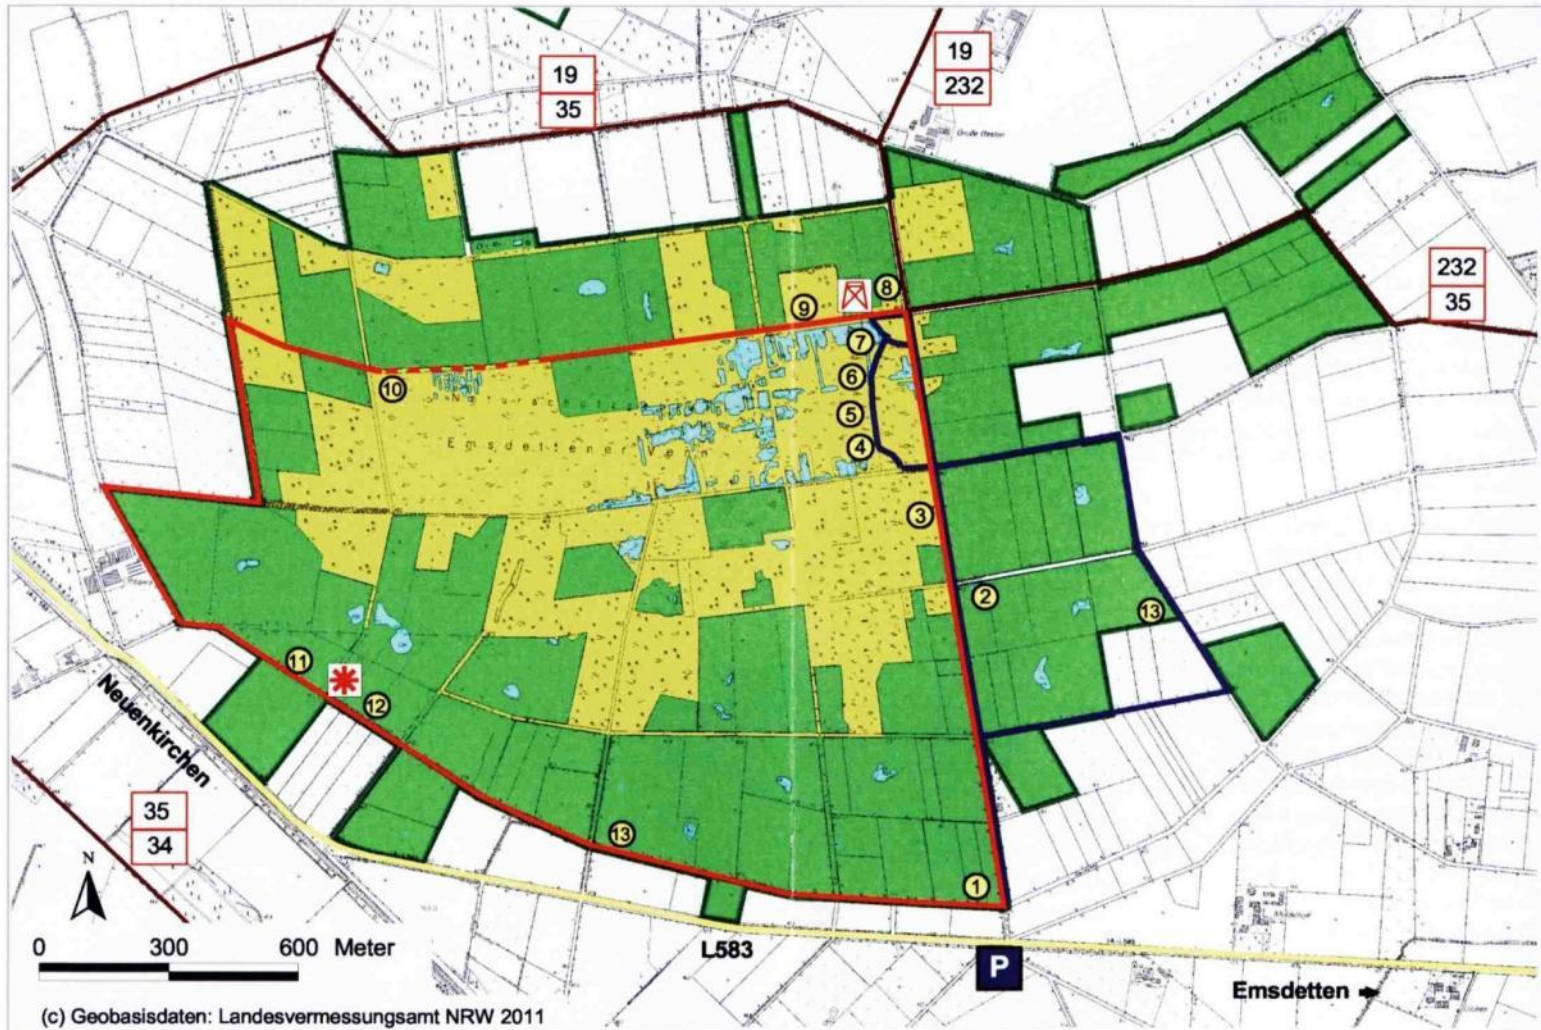 19
35
19
232
232
35
8
9
7
6
10
5
Emsdettener Venn
4
3
2
13
11
12
Neuenkirchen
35
34
13
1
N
0 300 600 Meter
L583
P
Emsdetten
(c) Geobasisdaten: Landesvermessungsamt NRW 2011